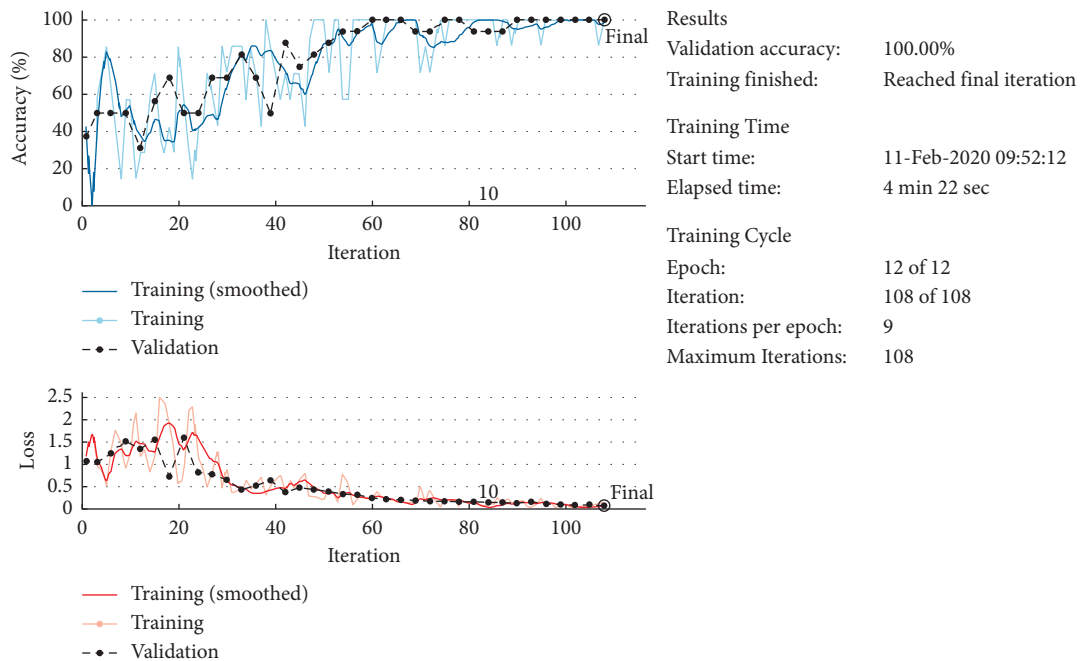 100
80
60
40
20
0
Accuracy (%)
Final
10
0 20 40 60 80 100
Iteration
Training (smoothed)
Training
Validation
2.5
2
1.5
1
0.5
0
Loss
10
Final
0 20 40 60 80 100
Iteration
Training (smoothed)
Training
Validation
Results
Validation accuracy: 100.00%
Training finished: Reached final iteration
Training Time
Start time: 11-Feb-2020 09:52:12
Elapsed time: 4 min 22 sec
Training Cycle
Epoch: 12 of 12
Iteration: 108 of 108
Iterations per epoch: 9
Maximum Iterations: 108